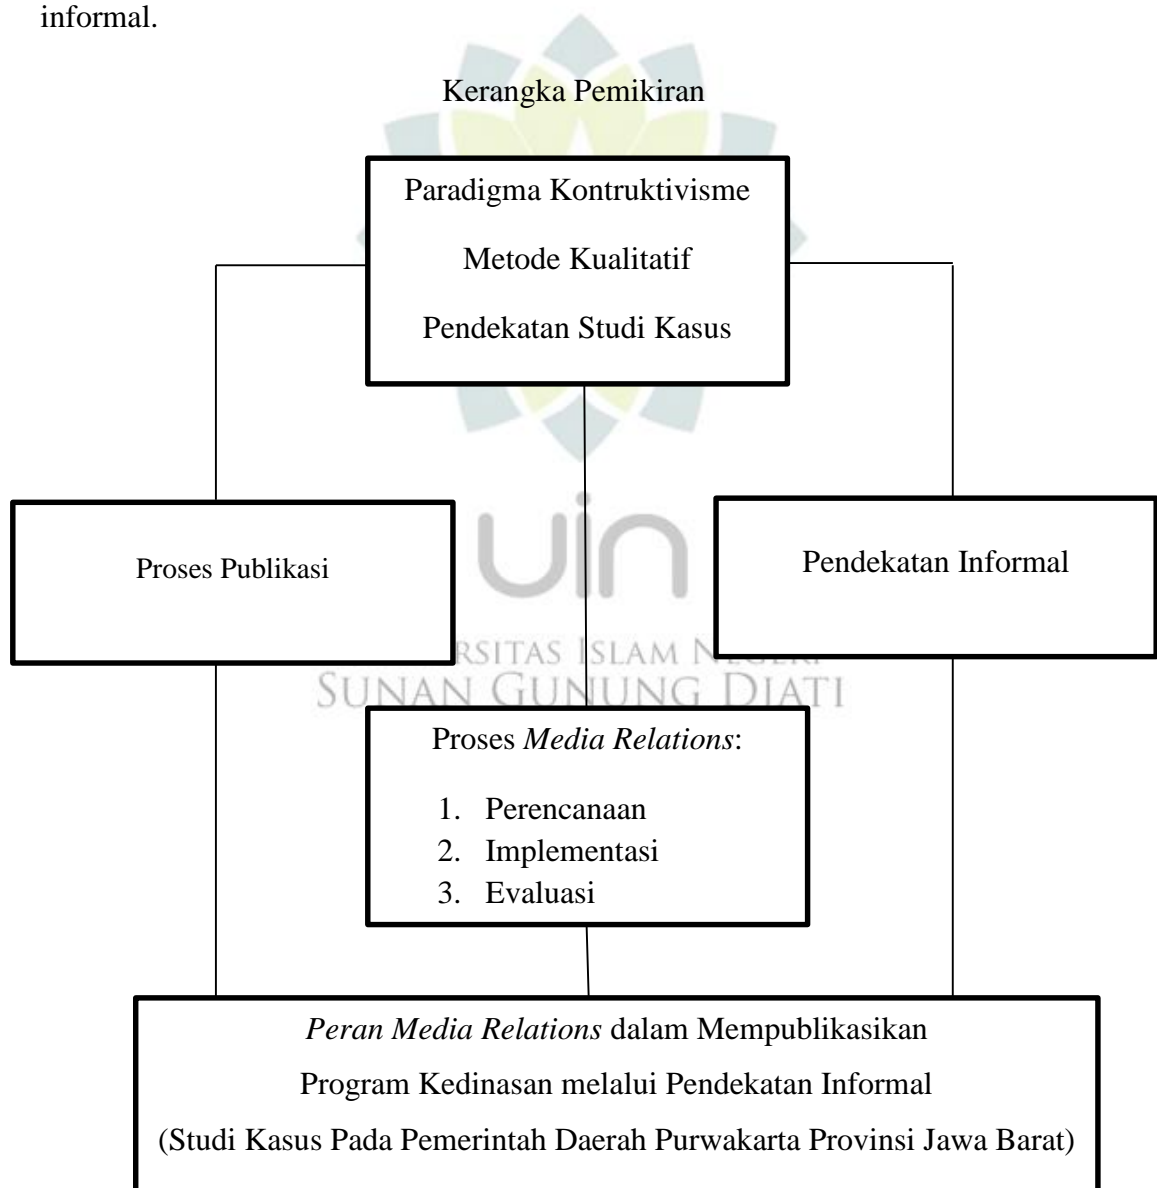 informal.
Kerangka Pemikiran
Paradigma Kontruktivisme
Metode Kualitatif
Pendekatan Studi Kasus
Proses Publikasi
Pendekatan Informal
uin
RSITAS ISLAM NEGERI
SUNAN GUNUNG DJATI
Proses Media Relations:
1. Perencanaan
2. Implementasi
3. Evaluasi
Peran Media Relations dalam Mempublikasikan
Program Kedinasan melalui Pendekatan Informal
(Studi Kasus Pada Pemerintah Daerah Purwakarta Provinsi Jawa Barat)